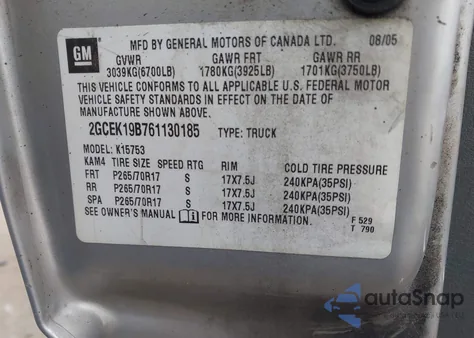 GM
MFD BY GENERAL MOTORS OF CANADA LTD. 08/05
GVWR GAWR FRT GAWR RR
3039KG(6700LB) 1780KG(3925LB) 1701KG(3750LB)
THIS VEHICLE CONFORMS TO ALL APPLICABLE U.S. FEDERAL MOTOR
VEHICLE SAFETY STANDARDS IN EFFECT ON THE DATE OF
MANUFACTURE SHOWN ABOVE.
2GCEK19B761130185 TYPE: TRUCK
MODEL: K15753
KAM4 TIRE SIZE SPEED RTG RIM COLD TIRE PRESSURE
FRT P265/70R17 S 17X7.5J 240KPA(35PSI)
RR P265/70R17 S 17X7.5J 240KPA(35PSI)
SPA P265/70R17 S 17X7.5J 240KPA(35PSI)
SEE OWNER'S MANUAL FOR MORE INFORMATION. F 529
T 790
autoSnap